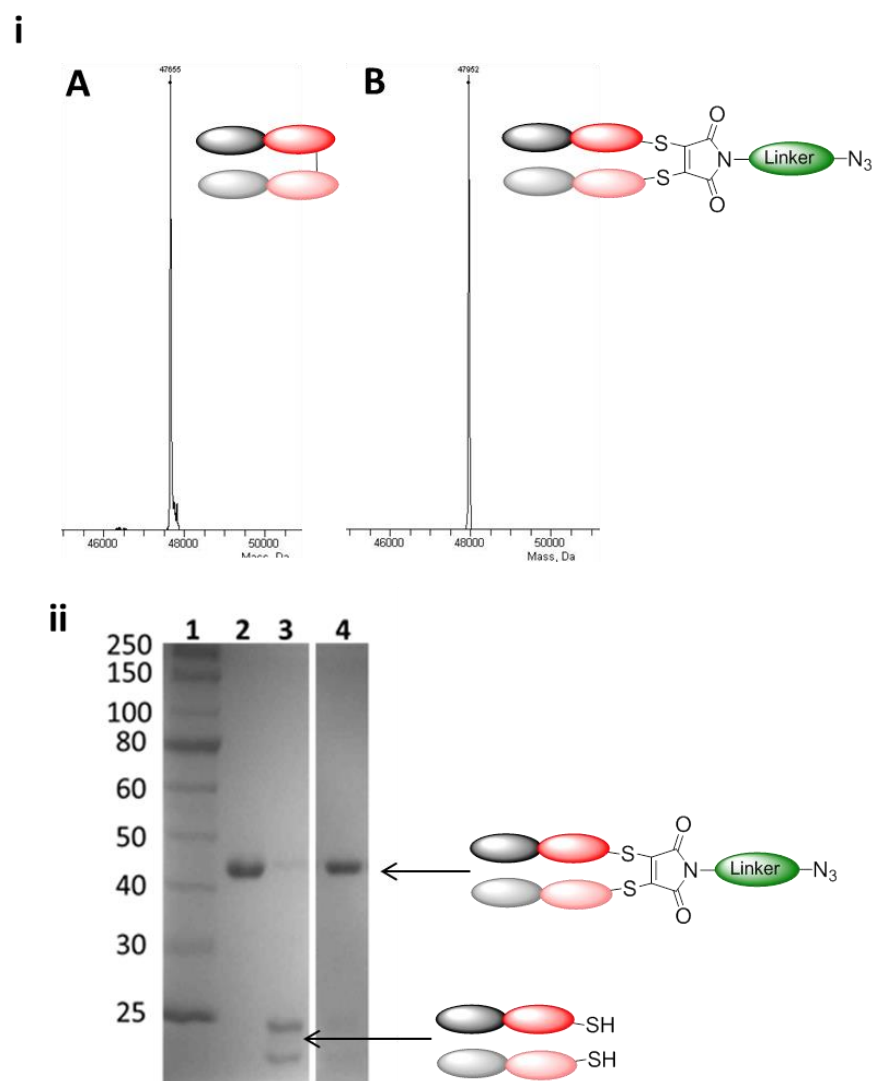 i
A
47655
46000 48000 50000
Mass, Da
B
47952
46000 48000 50000
Mass, Da
O
S
S
N
O
Linker
N3
ii
1 2 3 4
250
150
100
80
60
50
40
30
25
O
S
S
N
O
Linker
N3
SH
SH